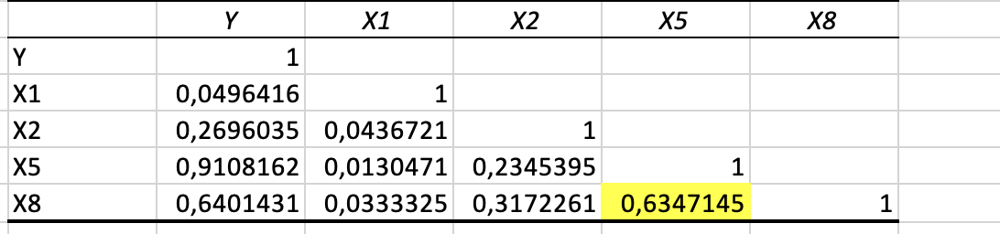 Y X1 X2 X5 X8
Y 1
X1 0,0496416 1
X2 0,2696035 0,0436721 1
X5 0,9108162 0,0130471 0,2345395 1
X8 0,6401431 0,0333325 0,3172261 0,6347145 1